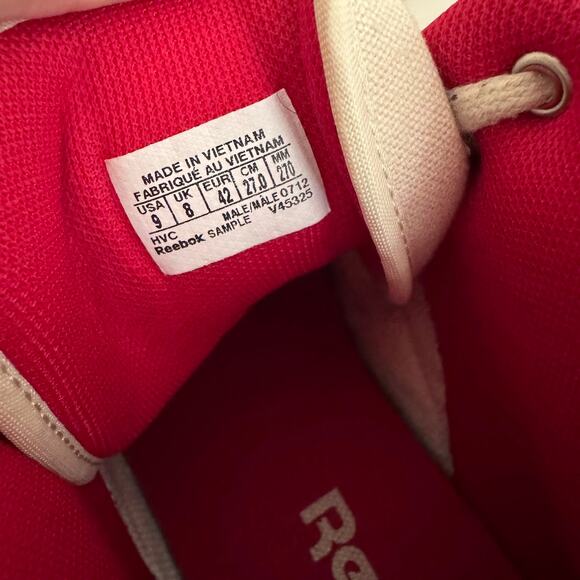 MADE IN VIETNAM
FABRIQUÉ AU VIETNAM
USA UK EUR CM MM
9 8 42 27.0 270
HVC MALE/MALE 0712
Reebok SAMPLE V45325
Re